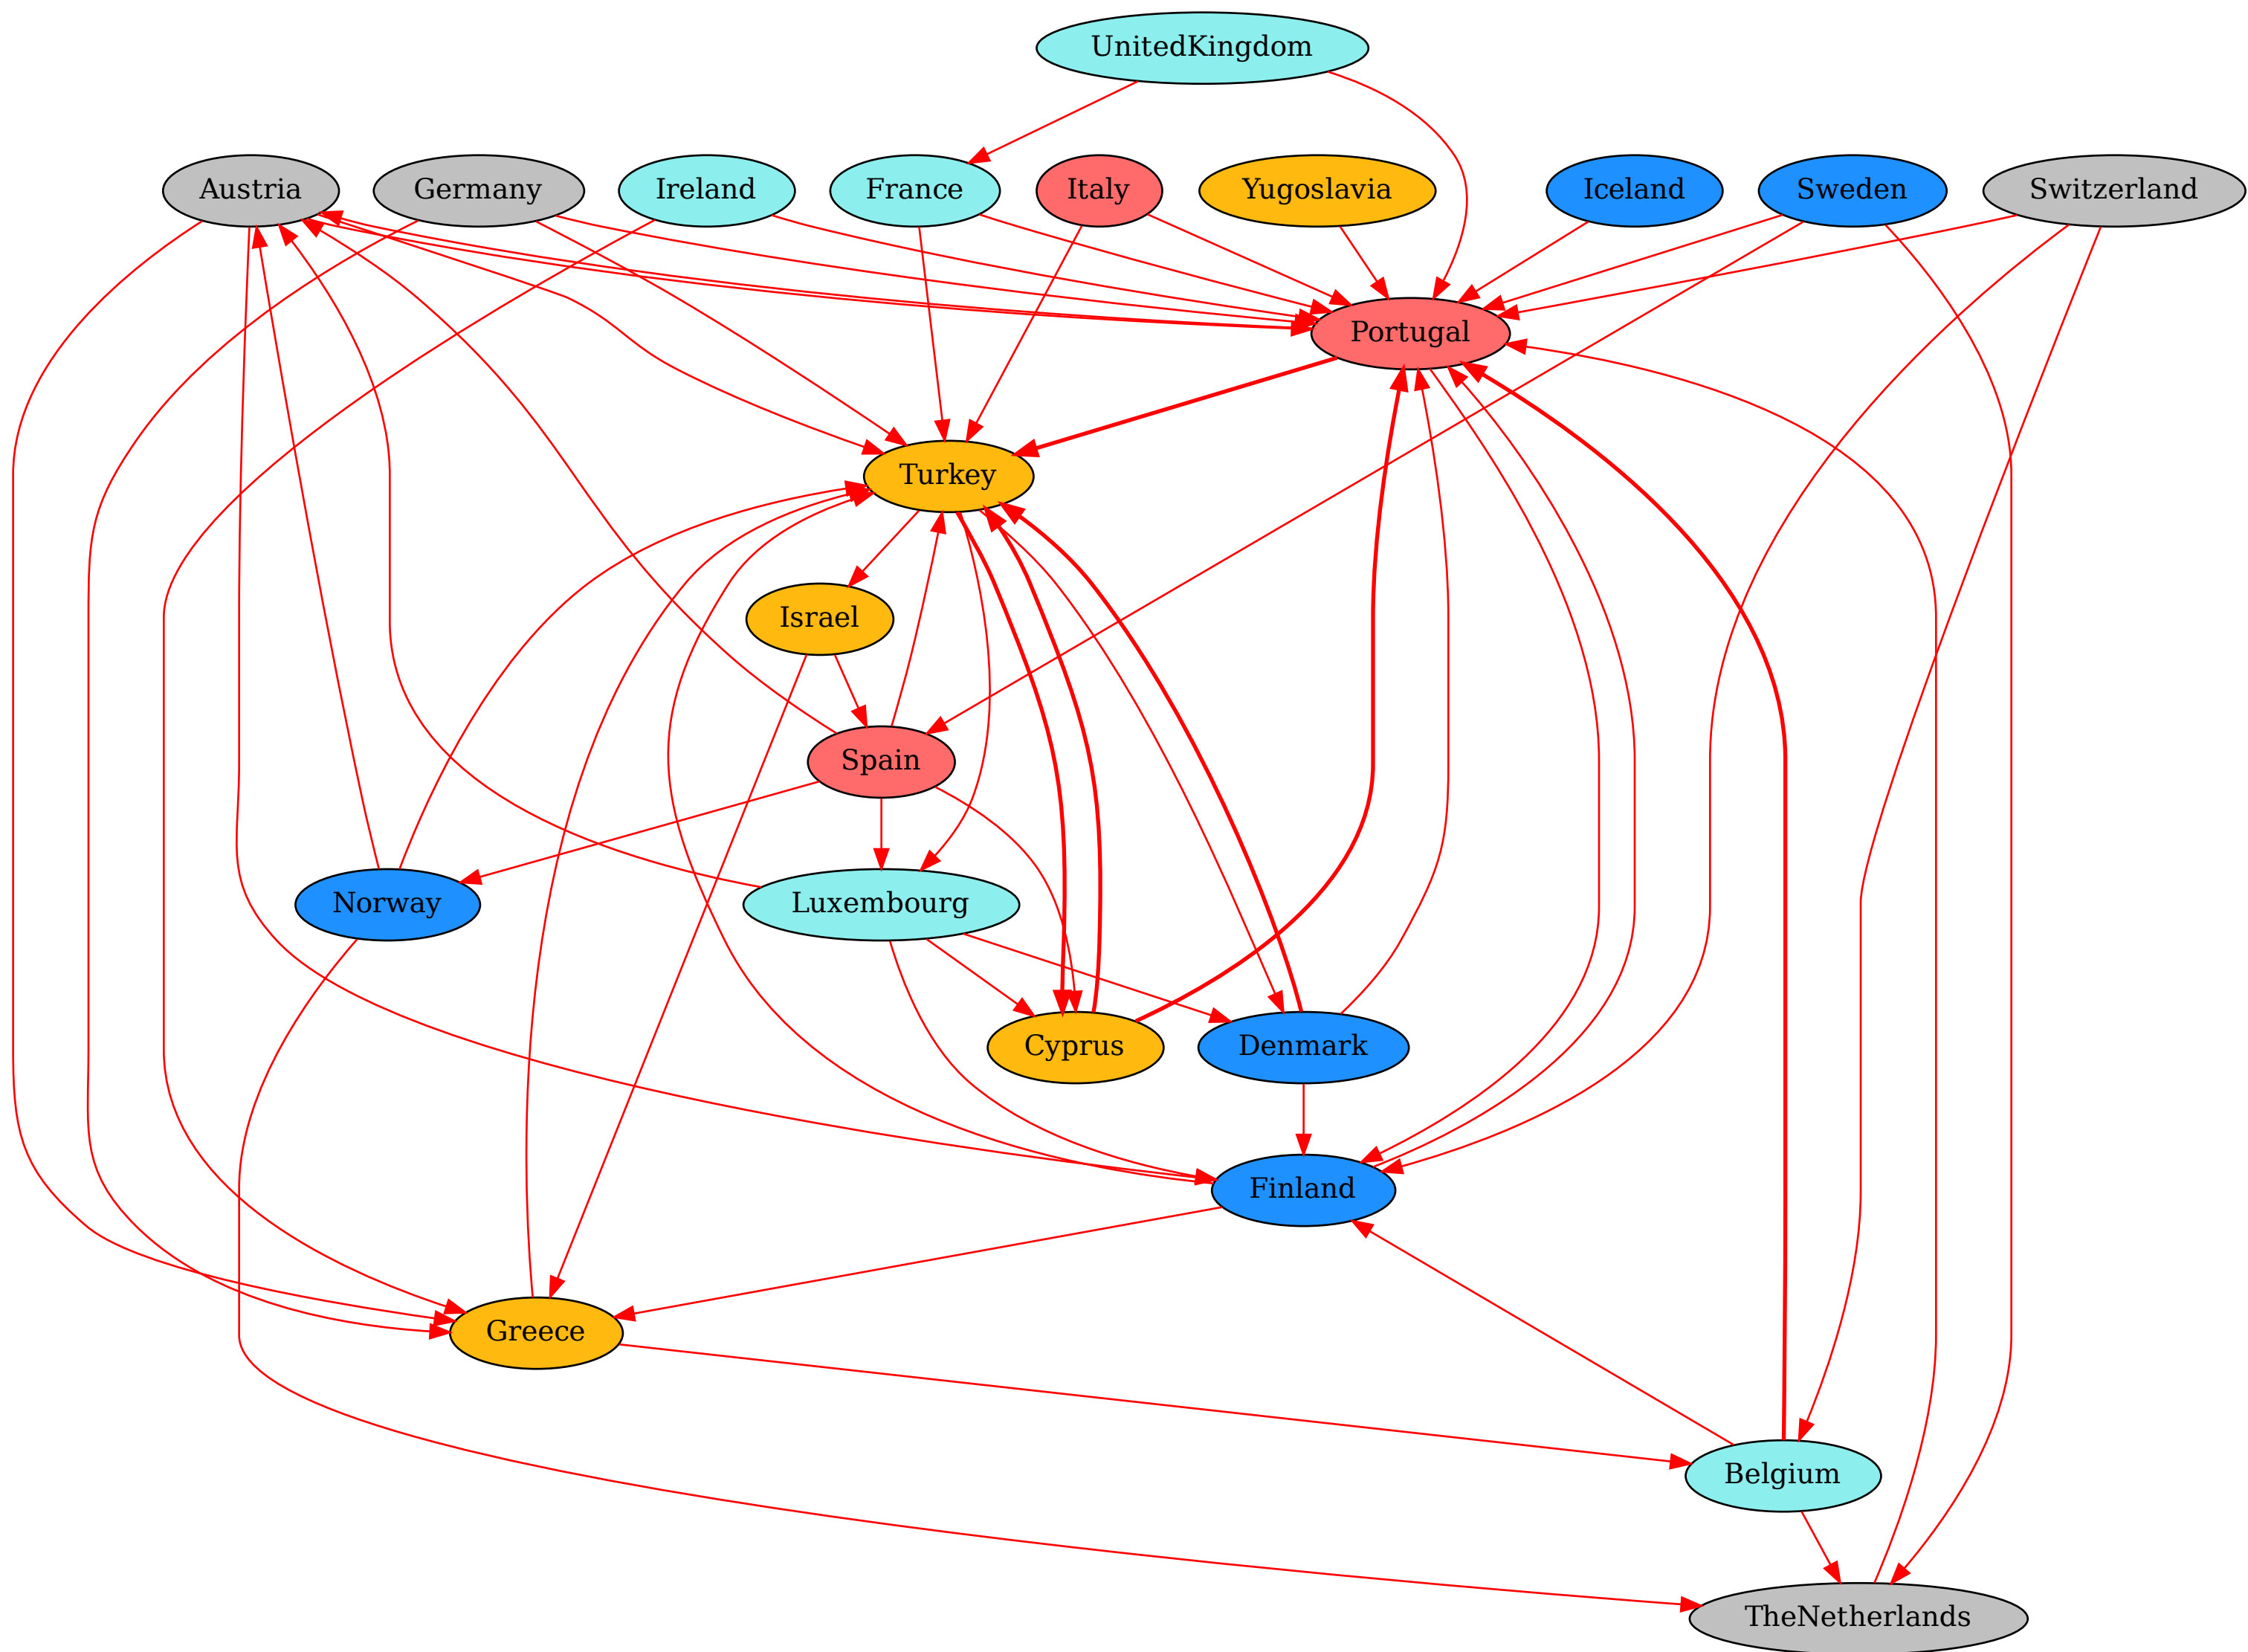 UnitedKingdom
Austria
Germany
Ireland
France
Italy
Yugoslavia
Iceland
Sweden
Switzerland
Portugal
Turkey
Israel
Spain
Norway
Luxembourg
Cyprus
Denmark
Finland
Greece
Belgium
TheNetherlands